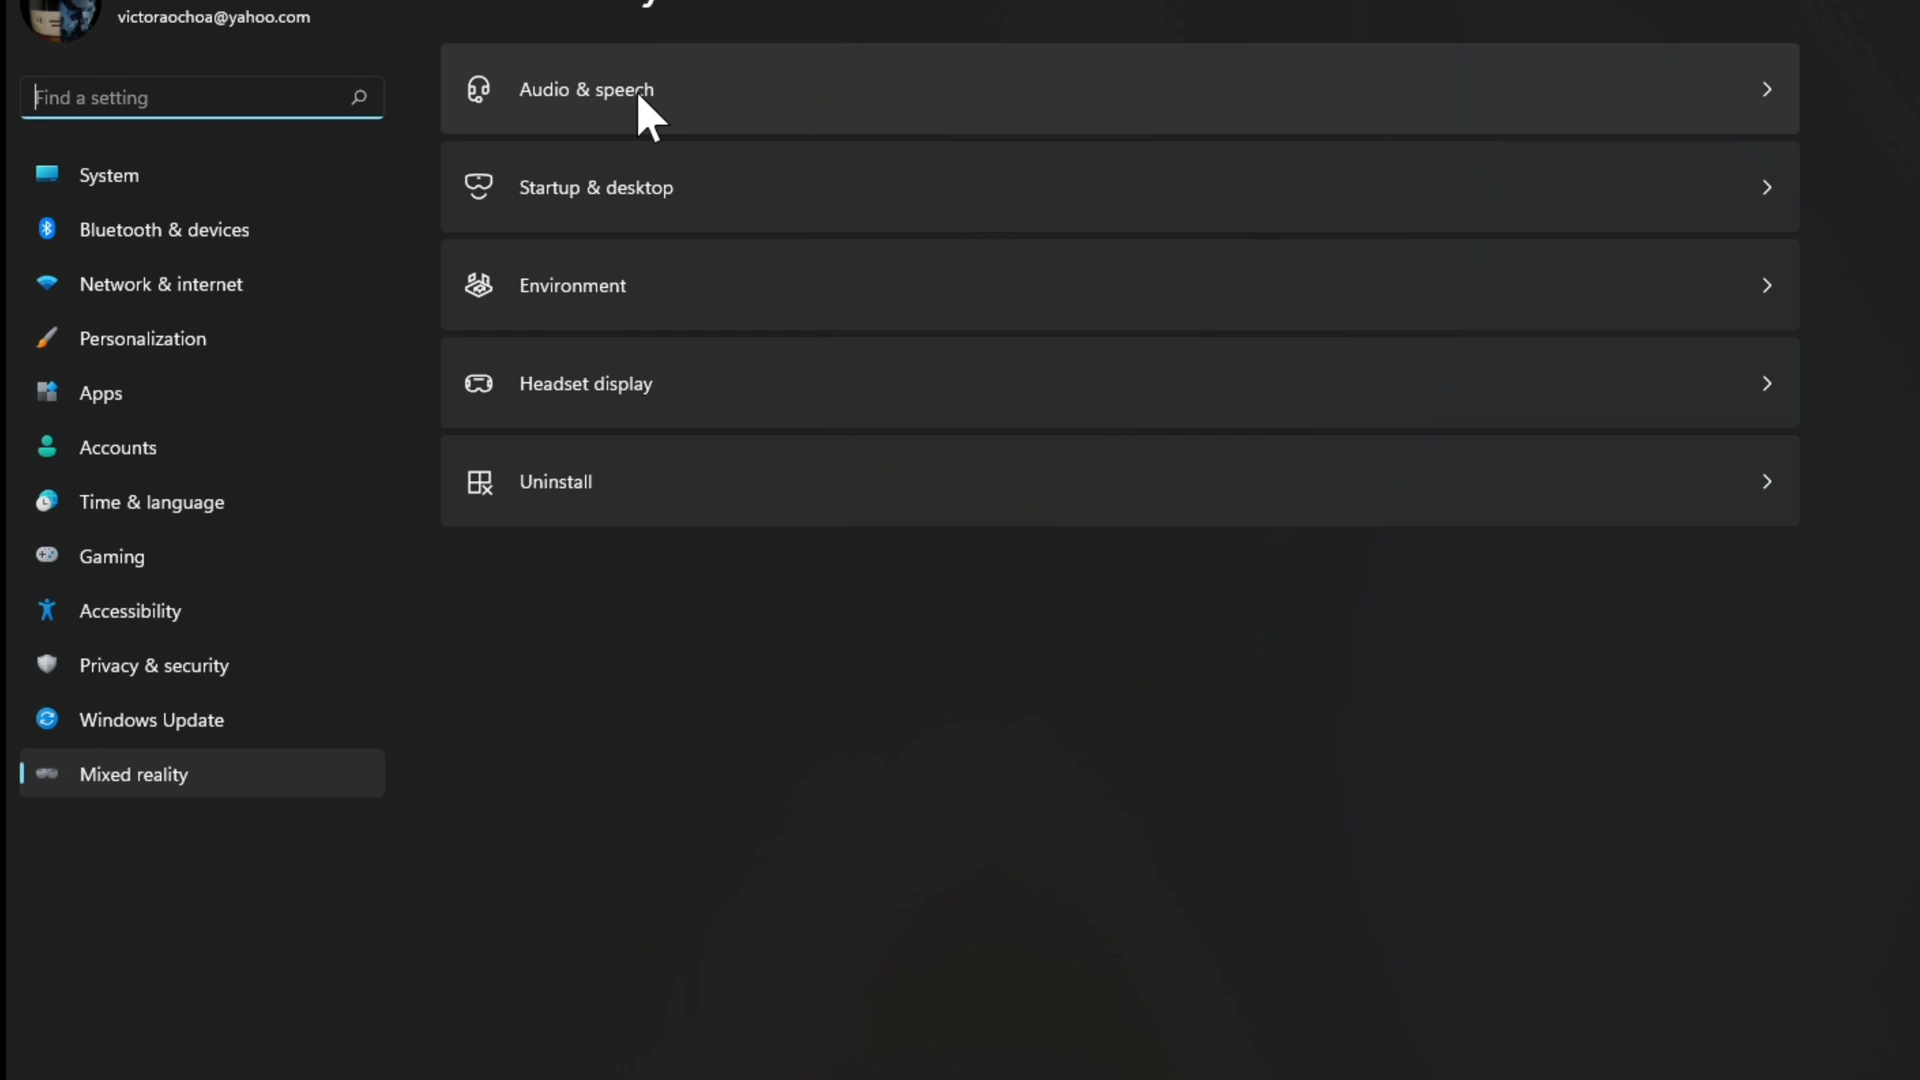 victoraochoa@yahoo.com
Find a setting
System
Bluetooth & devices
Network & internet
Personalization
Apps
Accounts
Time & language
Gaming
Accessibility
Privacy & security
Windows Update
Mixed reality
Audio & speech
Startup & desktop
Environment
Headset display
Uninstall